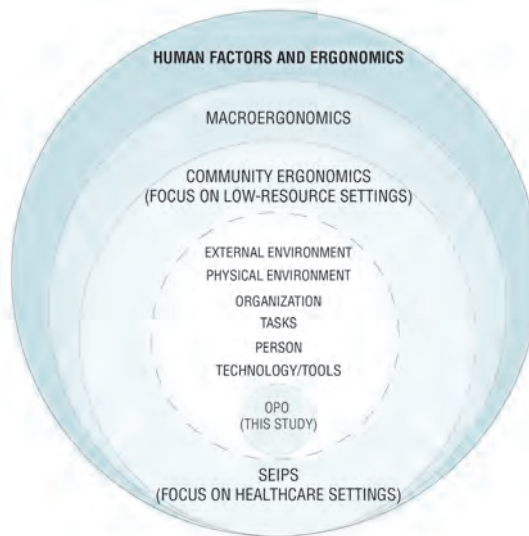 HUMAN FACTORS AND ERGONOMICS
MACROERGONOMICS
COMMUNITY ERGONOMICS
(FOCUS ON LOW-RESOURCE SETTINGS)
EXTERNAL ENVIRONMENT
PHYSICAL ENVIRONMENT
ORGANIZATION
TASKS
PERSON
TECHNOLOGY/TOOLS
OPO
(THIS STUDY)
SEIPS
(FOCUS ON HEALTHCARE SETTINGS)